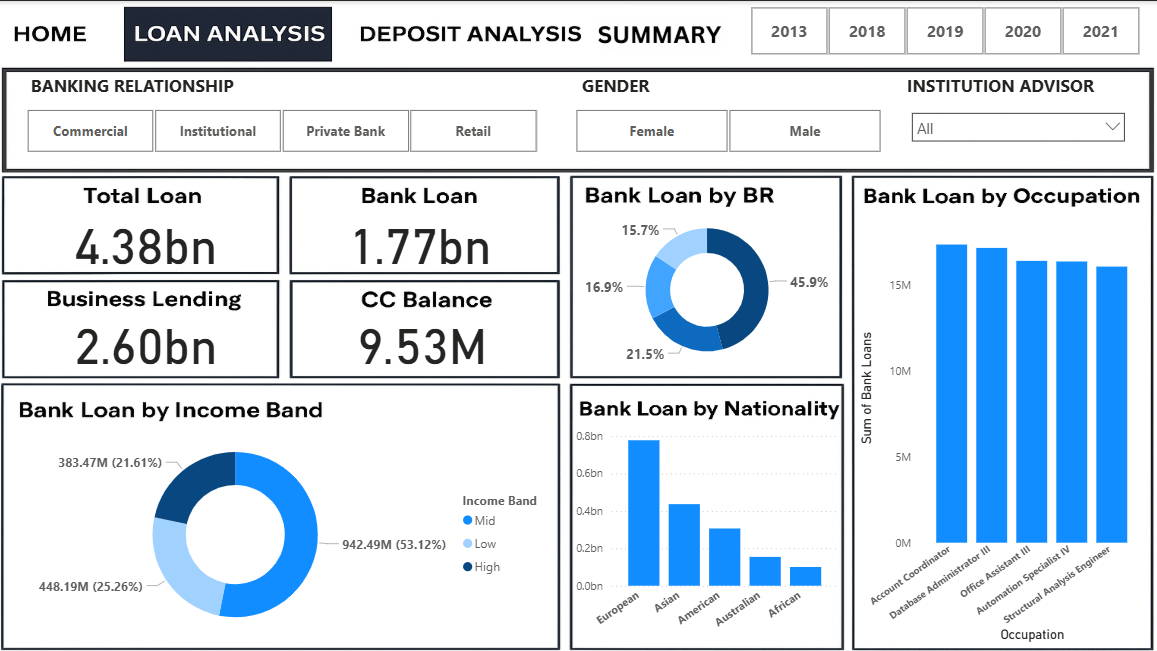 HOME
LOAN ANALYSIS
DEPOSIT ANALYSIS
SUMMARY
2013
2018
2019
2020
2021
BANKING RELATIONSHIP
Commercial
Institutional
Private Bank
Retail
GENDER
Female
Male
INSTITUTION ADVISOR
All
Total Loan
4.38bn
Bank Loan
1.77bn
Business Lending
2.60bn
CC Balance
9.53M
Bank Loan by BR
15.7%
45.9%
16.9%
21.5%
Bank Loan by Occupation
Sum of Bank Loans
15M
10M
5M
0M
Account Coordinator
Database Administrator III
Office Assistant III
Automation Specialist IV
Structural Analysis Engineer
Occupation
Bank Loan by Income Band
383.47M (21.61%)
942.49M (53.12%)
448.19M (25.26%)
Income Band
Mid
Low
High
Bank Loan by Nationality
0.8bn
0.6bn
0.4bn
0.2bn
0.0bn
European
Asian
American
Australian
African